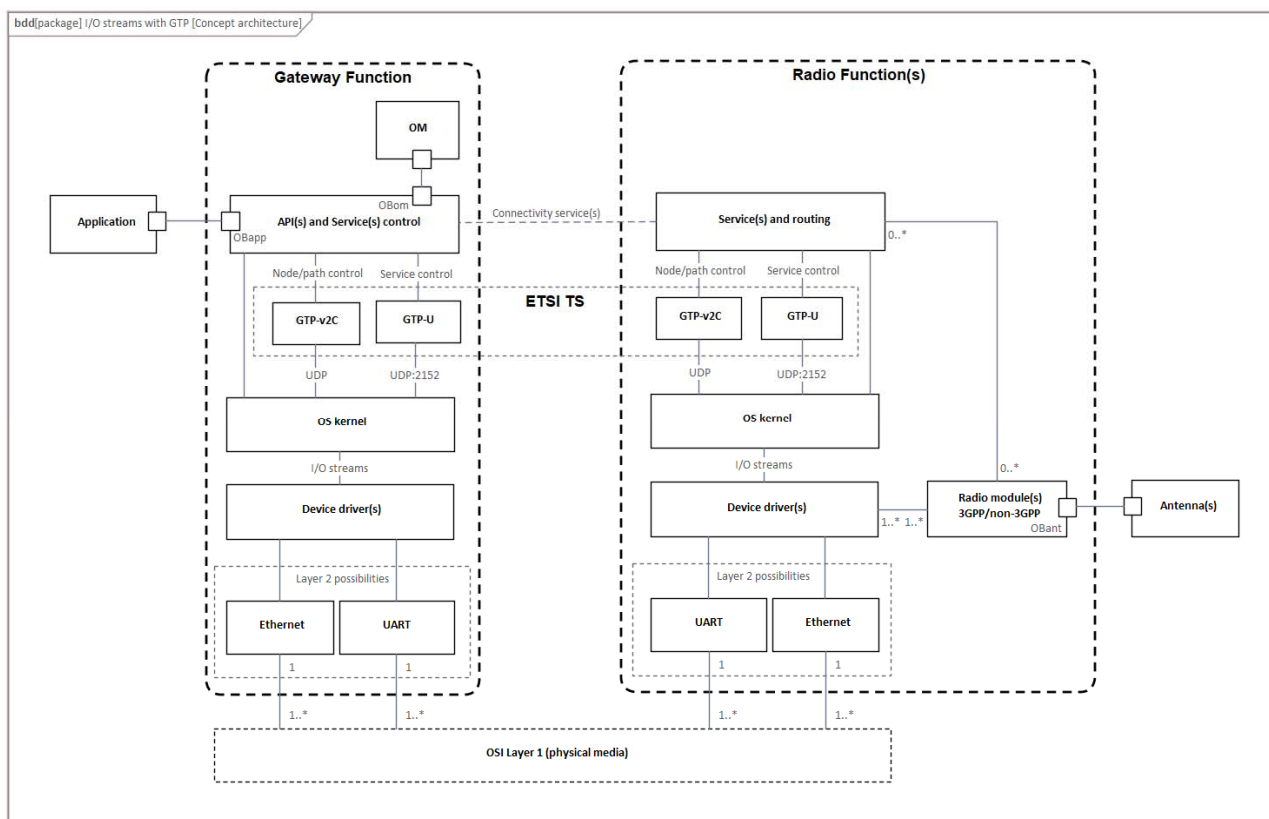 bdd[package] I/O streams with GTP [Concept architecture]
Gateway Function
Radio Function(s)
OM
OBom
Application
API(s) and Service(s) control
OBapp
Connectivity service(s)
Service(s) and routing
0..*
Node/path control
Service control
Node/path control
Service control
ETSI TS
GTP-v2C
GTP-U
GTP-v2C
GTP-U
UDP
UDP:2152
UDP
UDP:2152
OS kernel
OS kernel
I/O streams
I/O streams
0..*
Device driver(s)
Device driver(s)
1..*
1..*
Radio module(s)
3GPP/non-3GPP
OBant
Antenna(s)
Layer 2 possibilities
Layer 2 possibilities
Ethernet
UART
UART
Ethernet
1
1
1
1
1..*
1..*
1..*
1..*
OSI Layer 1 (physical media)